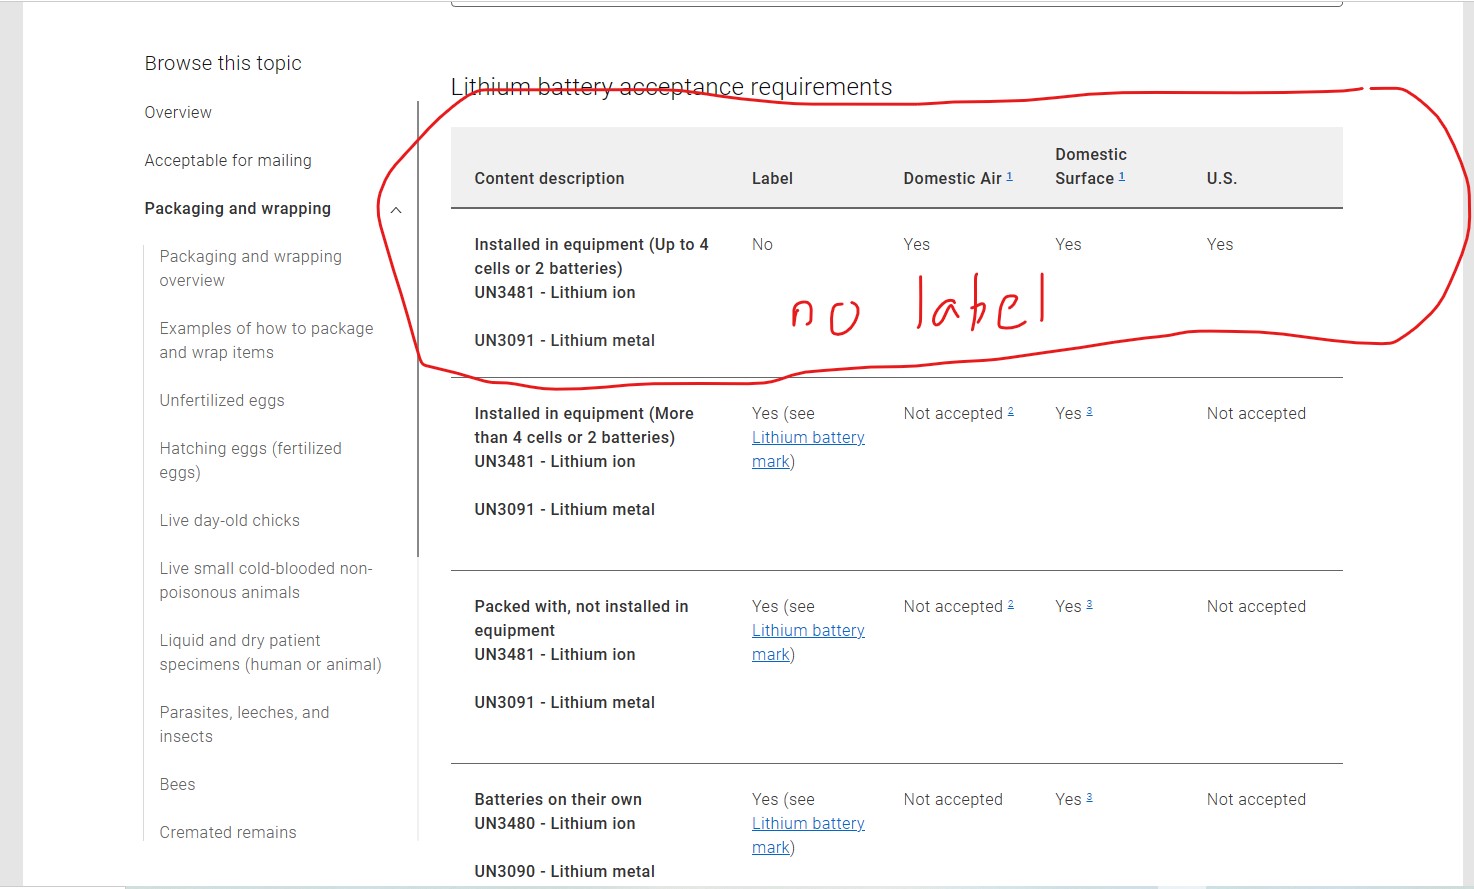 Browse this topic
Overview
Acceptable for mailing
Packaging and wrapping
Packaging and wrapping
overview
Examples of how to package
and wrap items
Unfertilized eggs
Hatching eggs (fertilized
eggs)
Live day-old chicks
Live small cold-blooded non-
poisonous animals
Liquid and dry patient
specimens (human or animal)
Parasites, leeches, and
insects
Bees
Cremated remains
Lithium battery acceptance requirements
Content description
Label
Domestic Air 1
Domestic
Surface 1
U.S.
Installed in equipment (Up to 4
cells or 2 batteries)
UN3481 - Lithium ion
UN3091 - Lithium metal
No
Yes
Yes
Yes
no label
Installed in equipment (More
than 4 cells or 2 batteries)
UN3481 - Lithium ion
UN3091 - Lithium metal
Yes (see
Lithium battery
mark)
Not accepted 2
Yes 3
Not accepted
Packed with, not installed in
equipment
UN3481 - Lithium ion
UN3091 - Lithium metal
Yes (see
Lithium battery
mark)
Not accepted 2
Yes 3
Not accepted
Batteries on their own
UN3480 - Lithium ion
UN3090 - Lithium metal
Yes (see
Lithium battery
mark)
Not accepted
Yes 3
Not accepted